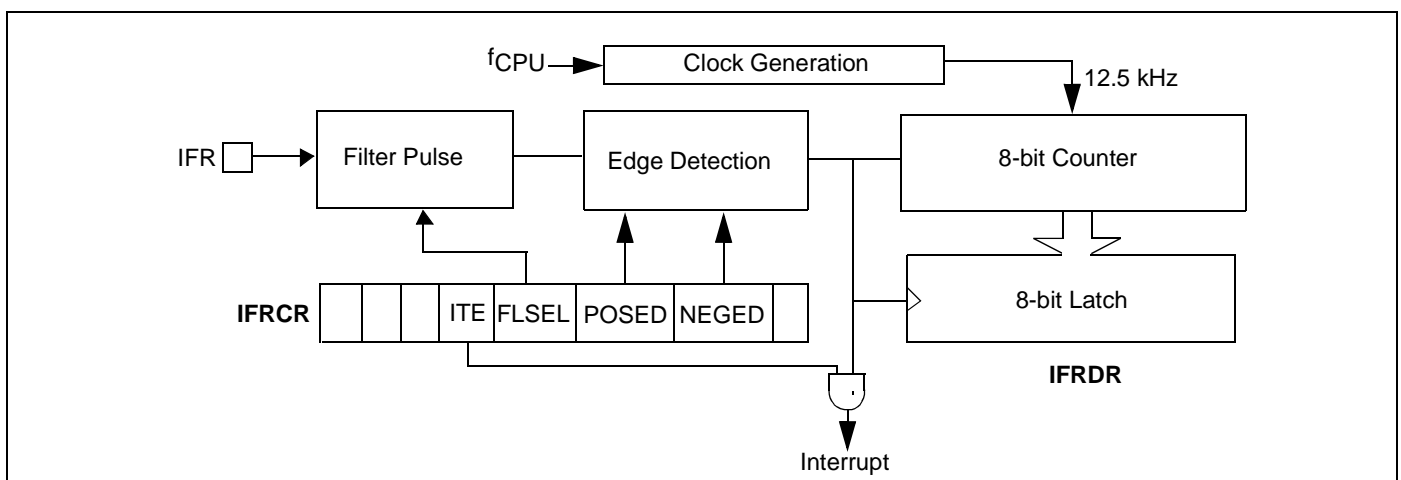 fCPU
Clock Generation
12.5 kHz
IFR
Filter Pulse
Edge Detection
8-bit Counter
IFRCR
ITE FLSEL POSED NEGED
8-bit Latch
IFRDR
Interrupt